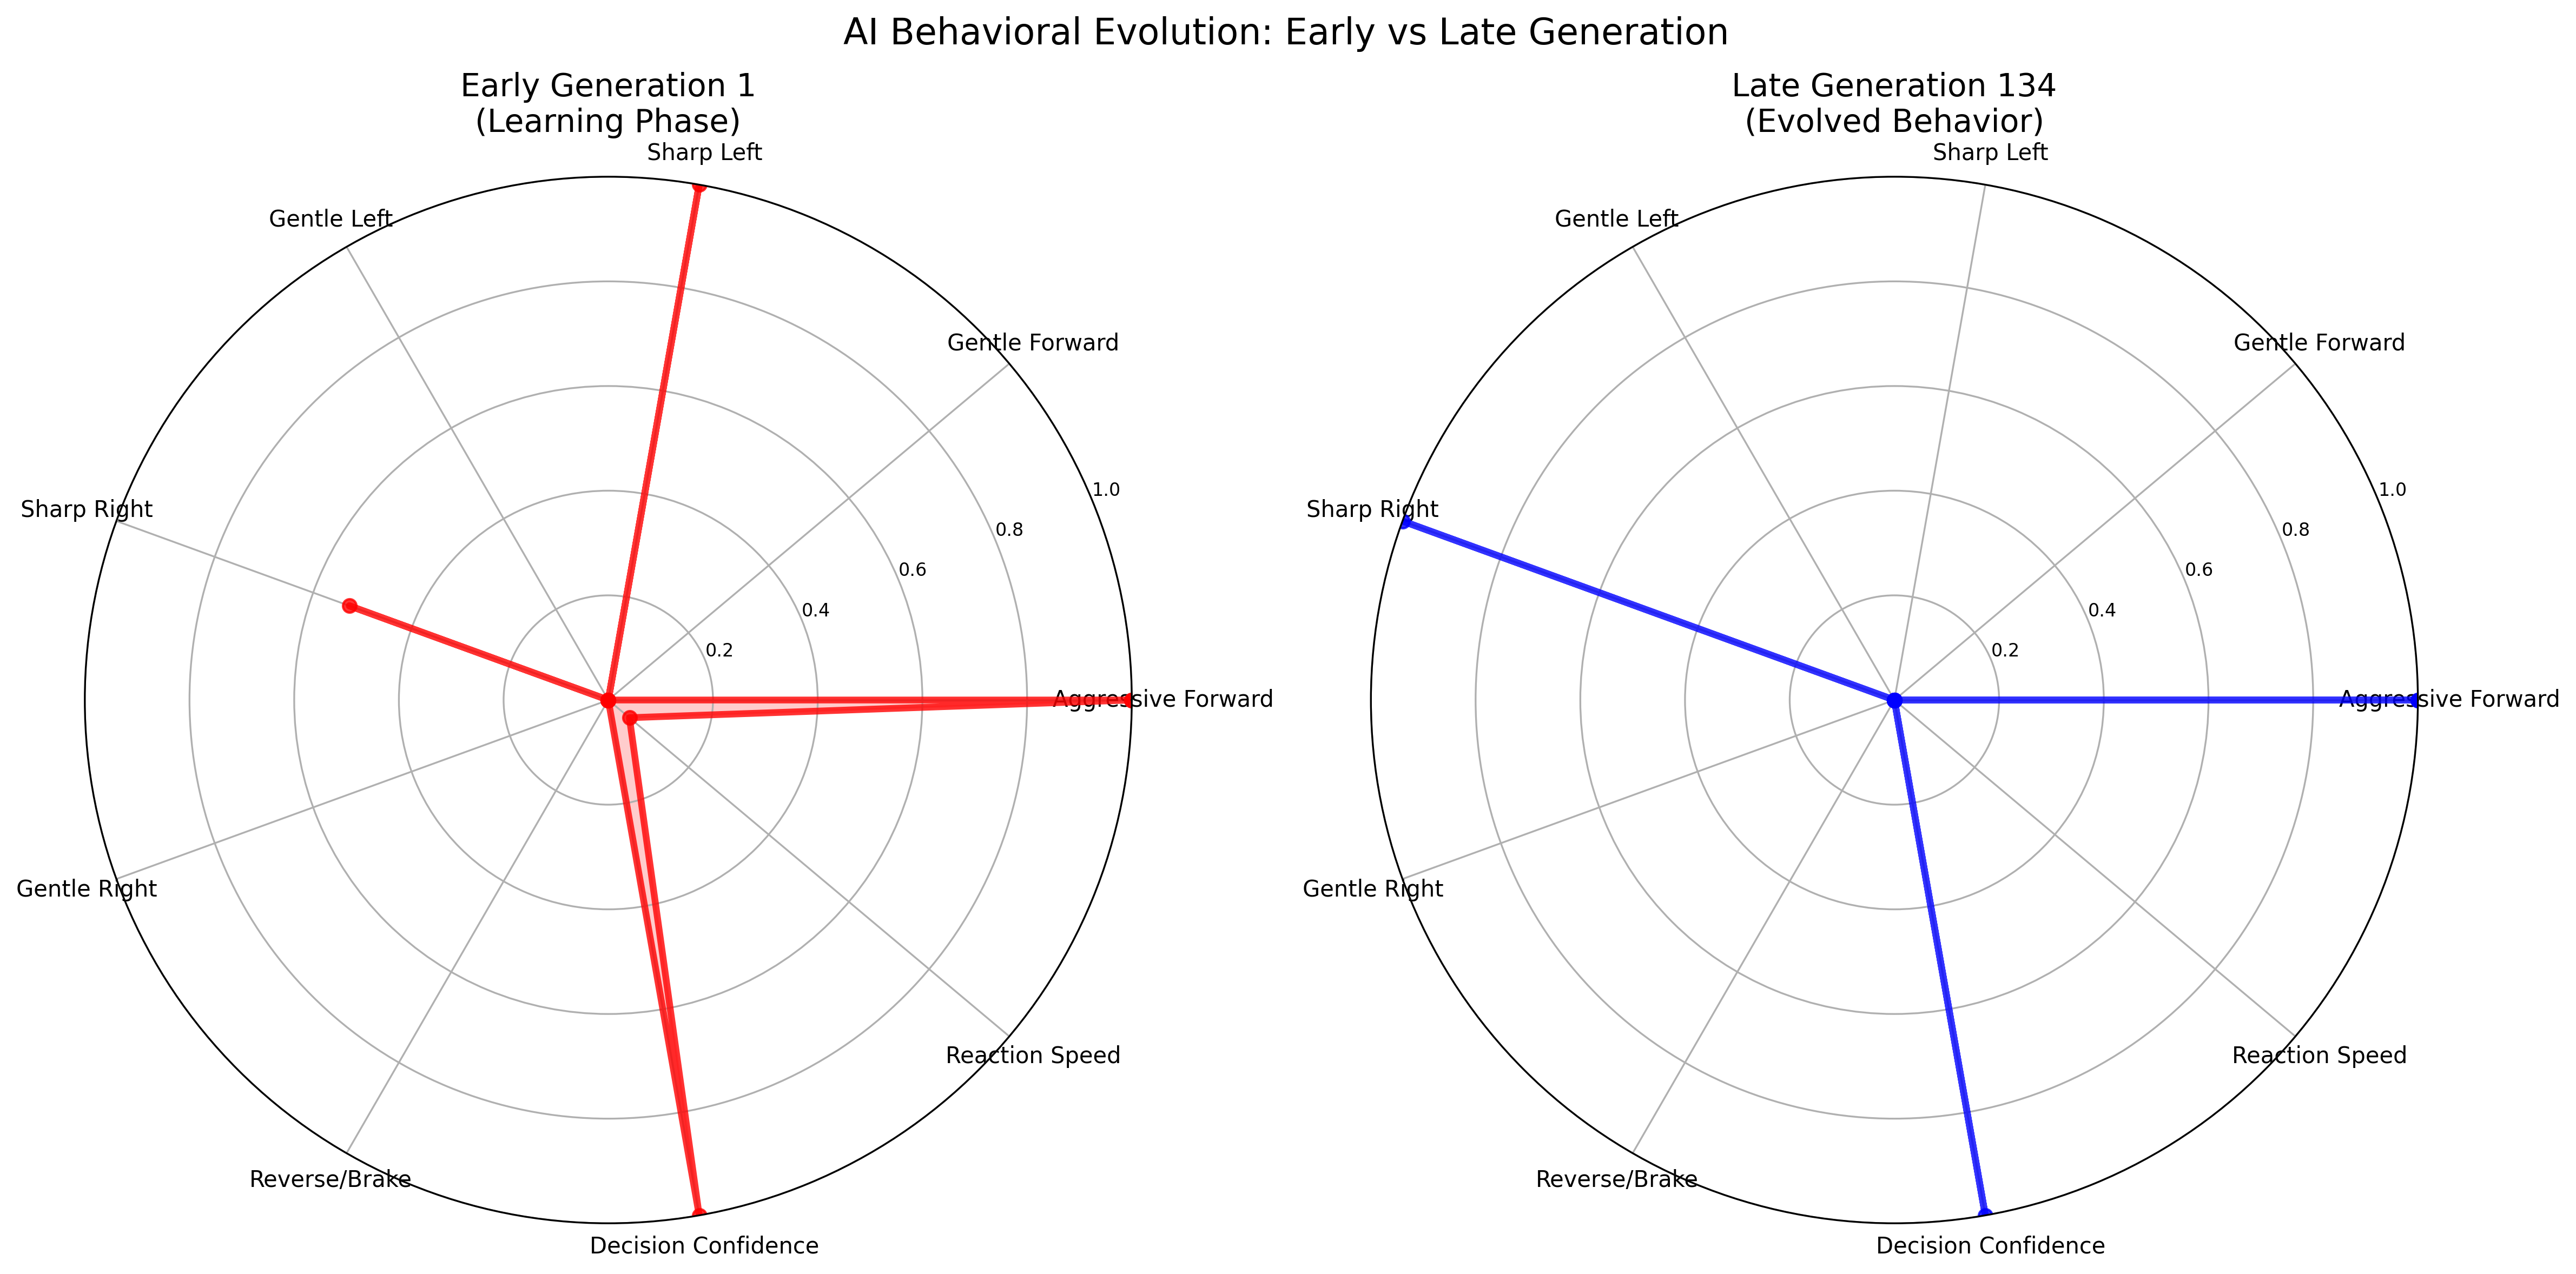 AI Behavioral Evolution: Early vs Late Generation
Early Generation 1
(Learning Phase)
Sharp Left
Gentle Left
Gentle Forward
Sharp Right
1.0
0.8
0.6
0.4
0.2
Aggressive Forward
Gentle Right
Reaction Speed
Reverse/Brake
Decision Confidence
Late Generation 134
(Evolved Behavior)
Sharp Left
Gentle Left
Gentle Forward
Sharp Right
1.0
0.8
0.6
0.4
0.2
Aggressive Forward
Gentle Right
Reaction Speed
Reverse/Brake
Decision Confidence